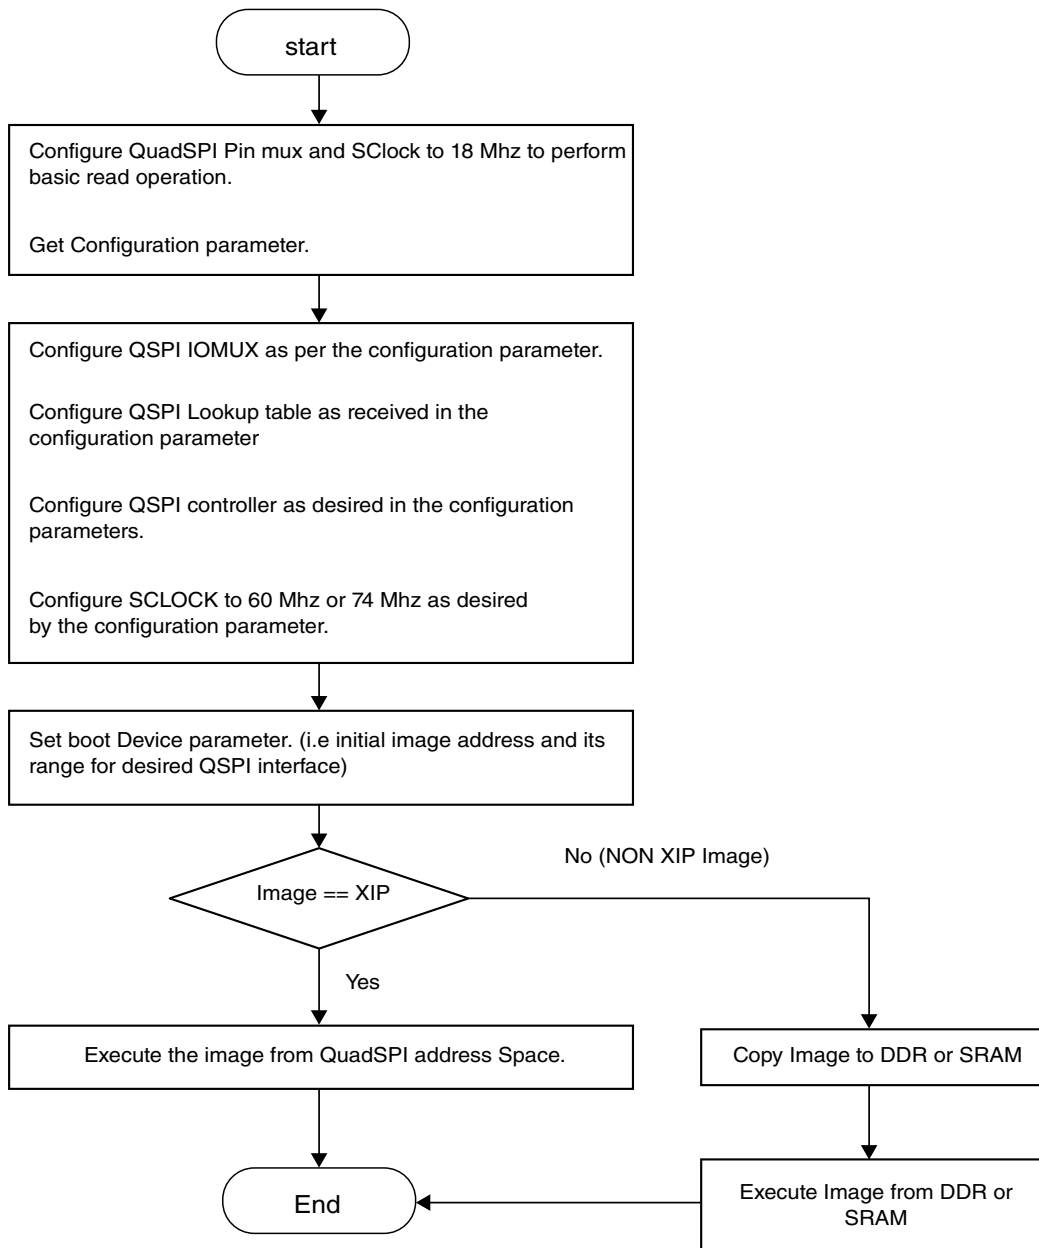 start
Configure QuadSPI Pin mux and SClock to 18 Mhz to perform
basic read operation.
Get Configuration parameter.
Configure QSPI IOMUX as per the configuration parameter.
Configure QSPI Lookup table as received in the
configuration parameter
Configure QSPI controller as desired in the configuration
parameters.
Configure SCLOCK to 60 Mhz or 74 Mhz as desired
by the configuration parameter.
Set boot Device parameter. (i.e initial image address and its
range for desired QSPI interface)
No (NON XIP Image)
Image == XIP
Yes
Execute the image from QuadSPI address Space.
Copy Image to DDR or SRAM
Execute Image from DDR or
SRAM
End